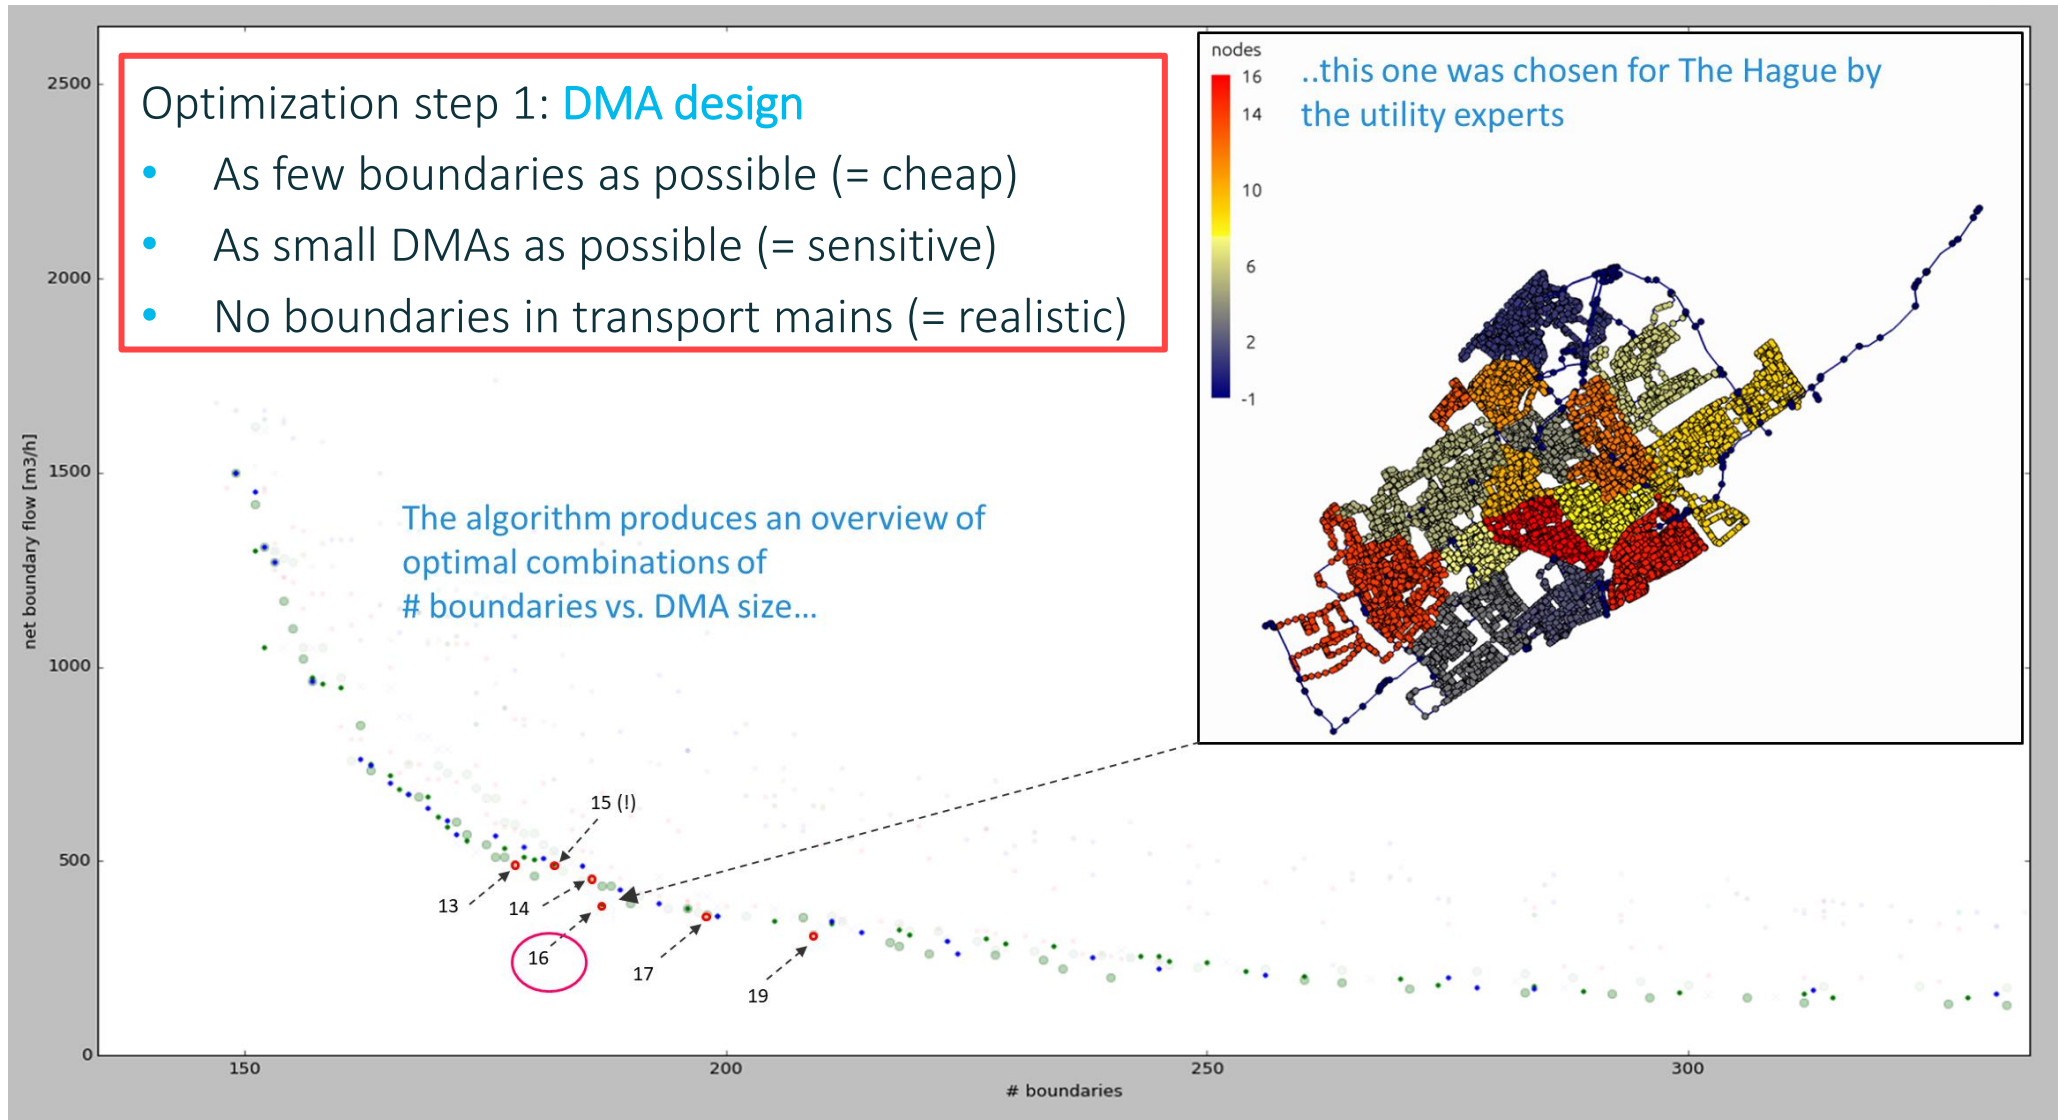 Optimization step 1: DMA design
• As few boundaries as possible (= cheap)
• As small DMAs as possible (= sensitive)
• No boundaries in transport mains (= realistic)
nodes
16
14
10
6
2
-1
..this one was chosen for The Hague by
the utility experts
The algorithm produces an overview of
optimal combinations of
# boundaries vs. DMA size...
net boundary flow [m3/h]
2500
2000
1500
1000
500
0
15 (!)
13
14
16
17
19
150
200
250
300
# boundaries